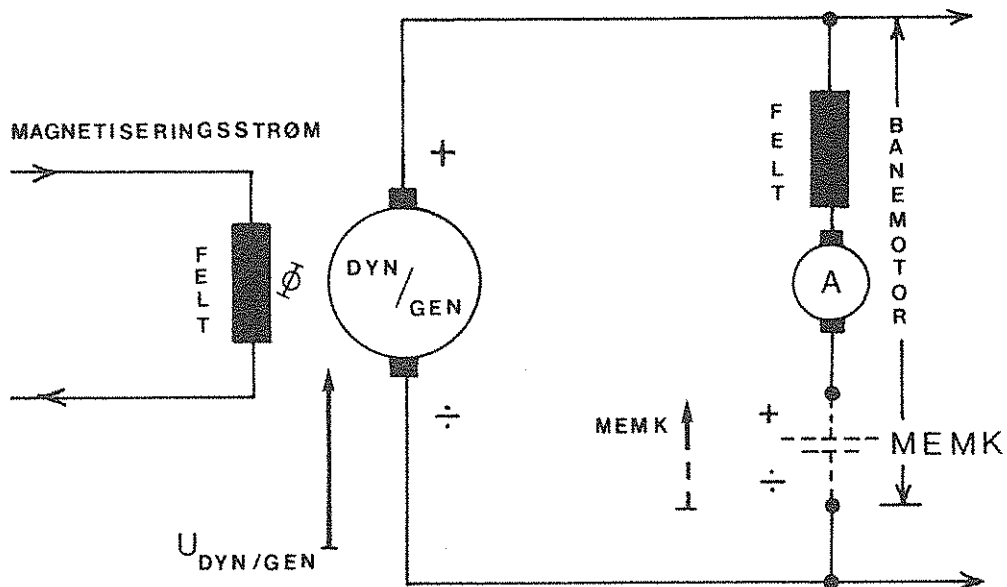 MAGNETISERINGSSTRØM
FELT
Φ
+
DYN/GEN
÷
U DYN/GEN
FELT
A
BANEMOTOR
MEMK
+
÷
MEMK